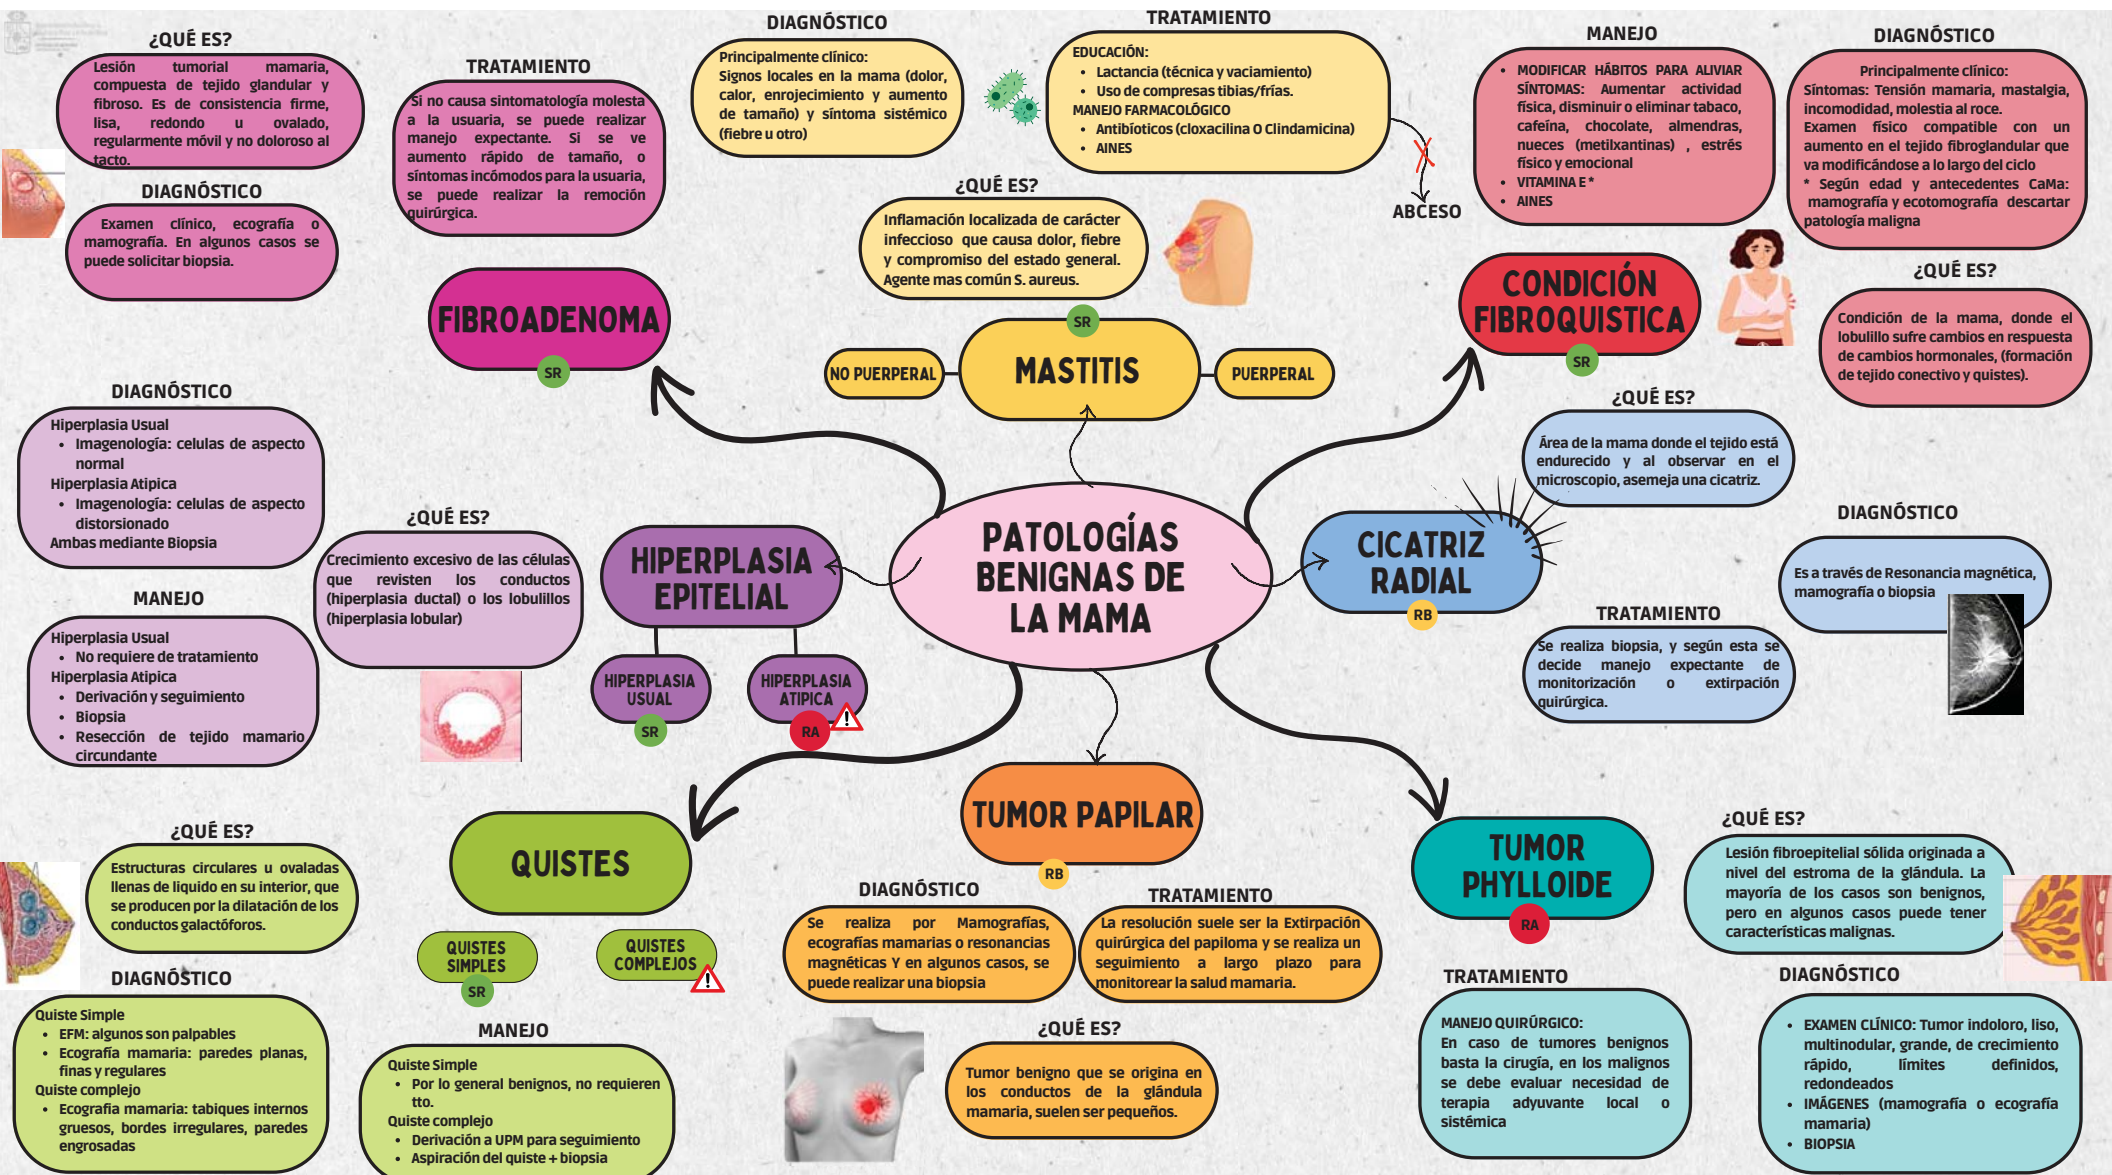 ¿QUÉ ES?
Lesión tumorial mamaria,
compuesta de tejido glandular y
fibroso. Es de consistencia firme,
lisa, redondo u ovalado,
regularmente móvil y no doloroso al
tacto.
DIAGNÓSTICO
Examen clínico, ecografía o
mamografía. En algunos casos se
puede solicitar biopsia.
TRATAMIENTO
Si no causa sintomatología molesta
a la usuaria, se puede realizar
manejo expectante. Si se ve
aumento rápido de tamaño, o
síntomas incómodos para la usuaria,
se puede realizar la remoción
quirúrgica.
FIBROADENOMA
SR
DIAGNÓSTICO
Principalmente clínico:
Signos locales en la mama (dolor,
calor, enrojecimiento y aumento
de tamaño) y síntoma sistémico
(fiebre u otro)
TRATAMIENTO
EDUCACIÓN:
• Lactancia (técnica y vaciamiento)
• Uso de compresas tibias/frías.
MANEJO FARMACOLÓGICO
• Antibíoticos (cloxacilina O Clindamicina)
• AINES
ABCESO
¿QUÉ ES?
Inflamación localizada de carácter
infeccioso que causa dolor, fiebre
y compromiso del estado general.
Agente mas común S. aureus.
SR
MASTITIS
NO PUERPERAL
PUERPERAL
MANEJO
• MODIFICAR HÁBITOS PARA ALIVIAR
SÍNTOMAS: Aumentar actividad
física, disminuir o eliminar tabaco,
cafeína, chocolate, almendras,
nueces (metilxantinas) , estrés
físico y emocional
• VITAMINA E *
• AINES
DIAGNÓSTICO
Principalmente clínico:
Síntomas: Tensión mamaria, mastalgia,
incomodidad, molestia al roce.
Examen físico compatible con un
aumento en el tejido fibroglandular que
va modificándose a lo largo del ciclo
* Según edad y antecedentes CaMa:
mamografía y ecotomografía descartar
patología maligna
CONDICIÓN
FIBROQUISTICA
SR
¿QUÉ ES?
Condición de la mama, donde el
lobulillo sufre cambios en respuesta
de cambios hormonales, (formación
de tejido conectivo y quistes).
DIAGNÓSTICO
Hiperplasia Usual
• Imagenología: celulas de aspecto
normal
Hiperplasia Atipica
• Imagenología: celulas de aspecto
distorsionado
Ambas mediante Biopsia
MANEJO
Hiperplasia Usual
• No requiere de tratamiento
Hiperplasia Atipica
• Derivación y seguimiento
• Biopsia
• Resección de tejido mamario
circundante
¿QUÉ ES?
Crecimiento excesivo de las células
que revisten los conductos
(hiperplasia ductal) o los lobulillos
(hiperplasia lobular)
HIPERPLASIA
EPITELIAL
HIPERPLASIA
USUAL
SR
HIPERPLASIA
ATIPICA
RA
PATOLOGÍAS
BENIGNAS DE
LA MAMA
¿QUÉ ES?
Área de la mama donde el tejido está
endurecido y al observar en el
microscopio, asemeja una cicatriz.
CICATRIZ
RADIAL
RB
DIAGNÓSTICO
Es a través de Resonancia magnética,
mamografía o biopsia
TRATAMIENTO
Se realiza biopsia, y según esta se
decide manejo expectante de
monitorización o extirpación
quirúrgica.
¿QUÉ ES?
Estructuras circulares u ovaladas
llenas de liquido en su interior, que
se producen por la dilatación de los
conductos galactóforos.
DIAGNÓSTICO
Quiste Simple
• EFM: algunos son palpables
• Ecografía mamaria: paredes planas,
finas y regulares
Quiste complejo
• Ecografia mamaria: tabiques internos
gruesos, bordes irregulares, paredes
engrosadas
QUISTES
QUISTES
SIMPLES
SR
QUISTES
COMPLEJOS
MANEJO
Quiste Simple
• Por lo general benignos, no requieren
tto.
Quiste complejo
• Derivación a UPM para seguimiento
• Aspiración del quiste + biopsia
TUMOR PAPILAR
RB
DIAGNÓSTICO
Se realiza por Mamografías,
ecografías mamarias o resonancias
magnéticas Y en algunos casos, se
puede realizar una biopsia
TRATAMIENTO
La resolución suele ser la Extirpación
quirúrgica del papiloma y se realiza un
seguimiento a largo plazo para
monitorear la salud mamaria.
¿QUÉ ES?
Tumor benigno que se origina en
los conductos de la glándula
mamaria, suelen ser pequeños.
TUMOR
PHYLLOIDE
RA
¿QUÉ ES?
Lesión fibroepitelial sólida originada a
nivel del estroma de la glándula. La
mayoría de los casos son benignos,
pero en algunos casos puede tener
características malignas.
TRATAMIENTO
MANEJO QUIRÚRGICO:
En caso de tumores benignos
basta la cirugía, en los malignos
se debe evaluar necesidad de
terapia adyuvante local o
sistémica
DIAGNÓSTICO
• EXAMEN CLÍNICO: Tumor indoloro, liso,
multinodular, grande, de crecimiento
rápido, límites definidos,
redondeados
• IMÁGENES (mamografía o ecografía
mamaria)
• BIOPSIA